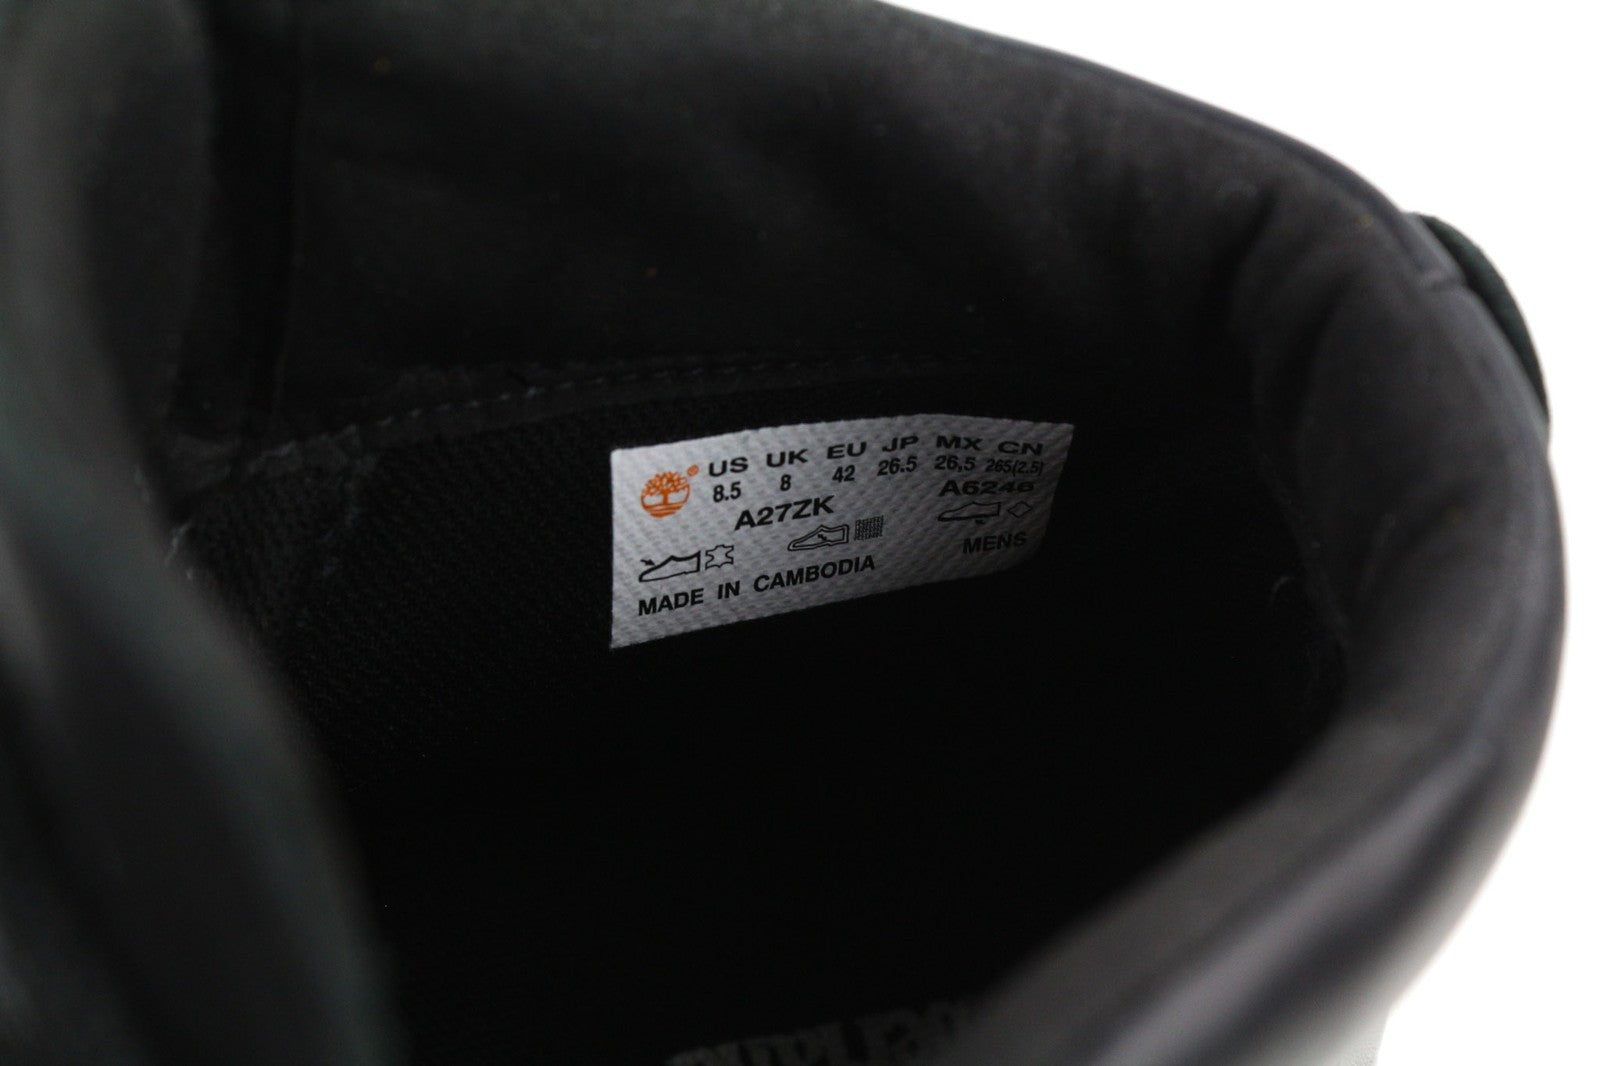 US UK EU JP MX CN
8.5 8 42 26.5 26,5 265(2.5)
A27ZK A6246
MENS
MADE IN CAMBODIA